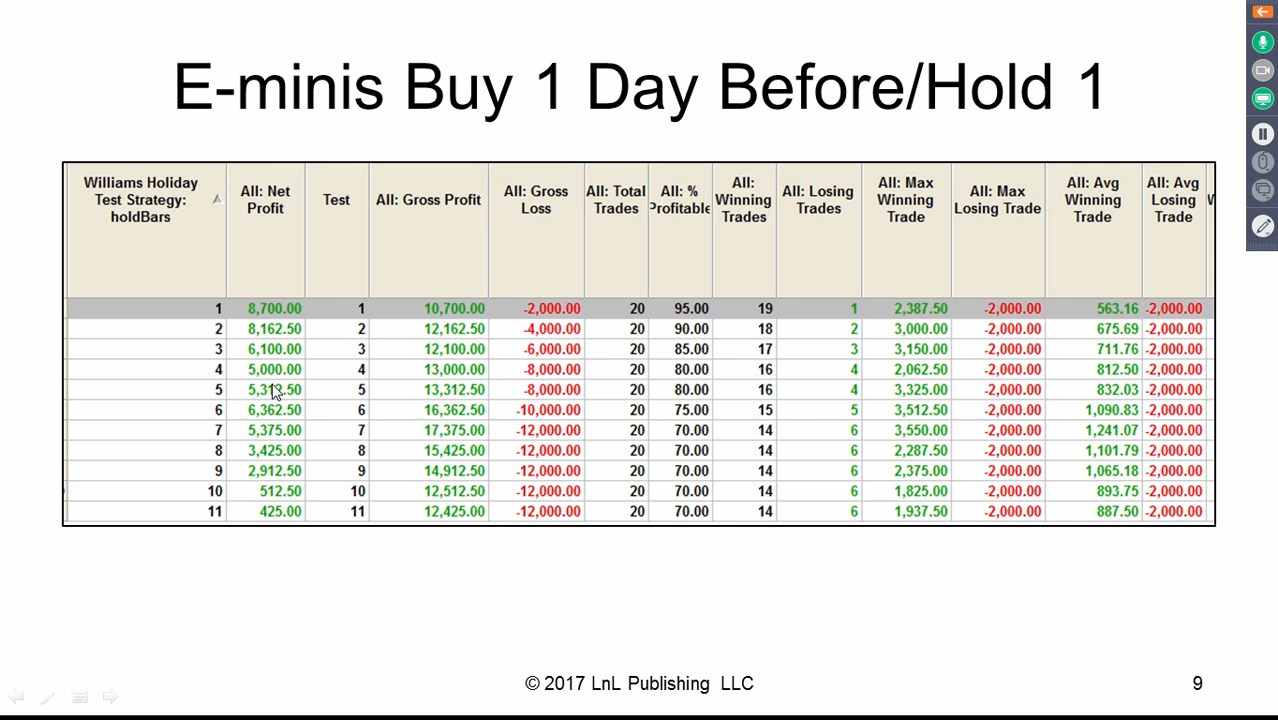 E-minis Buy 1 Day Before/Hold 1
Williams Holiday Test Strategy: holdBars All: Net Profit Test All: Gross Profit All: Gross Loss All: Total Trades All: % Profitable All: Winning Trades All: Losing Trades All: Max Winning Trade All: Max Losing Trade All: Avg Winning Trade All: Avg Losing Trade W
1 8,700.00 1 10,700.00 -2,000.00 20 95.00 19 1 2,387.50 -2,000.00 563.16 -2,000.00
2 8,162.50 2 12,162.50 -4,000.00 20 90.00 18 2 3,000.00 -2,000.00 675.69 -2,000.00
3 6,100.00 3 12,100.00 -6,000.00 20 85.00 17 3 3,150.00 -2,000.00 711.76 -2,000.00
4 5,000.00 4 13,000.00 -8,000.00 20 80.00 16 4 2,062.50 -2,000.00 812.50 -2,000.00
5 5,312.50 5 13,312.50 -8,000.00 20 80.00 16 4 3,325.00 -2,000.00 832.03 -2,000.00
6 6,362.50 6 16,362.50 -10,000.00 20 75.00 15 5 3,512.50 -2,000.00 1,090.83 -2,000.00
7 5,375.00 7 17,375.00 -12,000.00 20 70.00 14 6 3,550.00 -2,000.00 1,241.07 -2,000.00
8 3,425.00 8 15,425.00 -12,000.00 20 70.00 14 6 2,287.50 -2,000.00 1,101.79 -2,000.00
9 2,912.50 9 14,912.50 -12,000.00 20 70.00 14 6 2,375.00 -2,000.00 1,065.18 -2,000.00
10 512.50 10 12,512.50 -12,000.00 20 70.00 14 6 1,825.00 -2,000.00 893.75 -2,000.00
11 425.00 11 12,425.00 -12,000.00 20 70.00 14 6 1,937.50 -2,000.00 887.50 -2,000.00
© 2017 LnL Publishing LLC
9